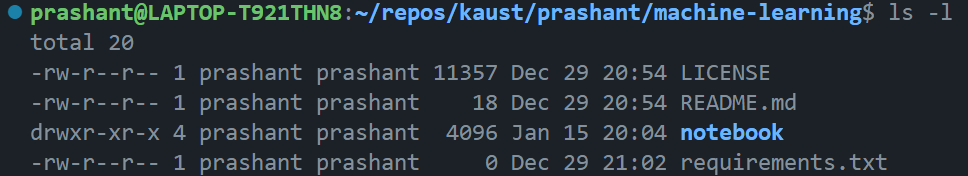 prashant@LAPTOP-T921THN8:~/repos/kaust/prashant/machine-learning$ ls -l
total 20
-rw-r--r-- 1 prashant prashant 11357 Dec 29 20:54 LICENSE
-rw-r--r-- 1 prashant prashant    18 Dec 29 20:54 README.md
drwxr-xr-x 4 prashant prashant  4096 Jan 15 20:04 notebook
-rw-r--r-- 1 prashant prashant     0 Dec 29 21:02 requirements.txt